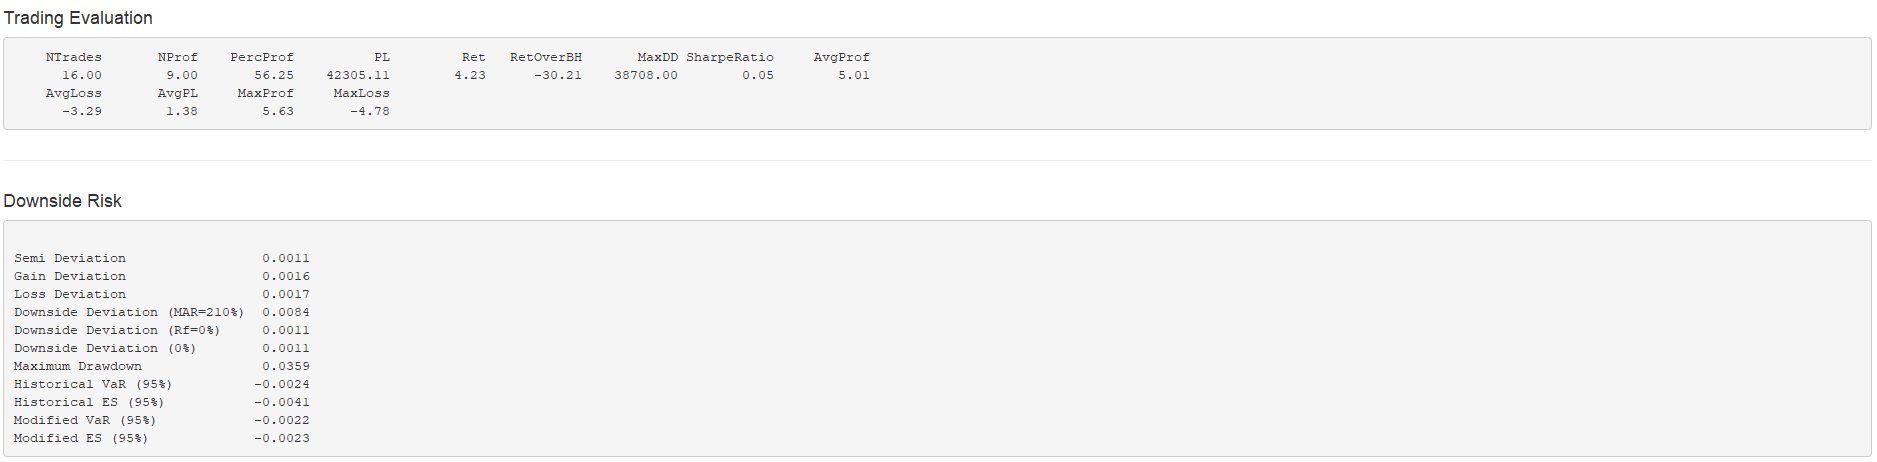 Trading Evaluation
NTrades NProf PercProf PL Ret RetOverBH MaxDD SharpeRatio AvgProf
16.00 9.00 56.25 42305.11 4.23 -30.21 38708.00 0.05 5.01
AvgLoss AvgPL MaxProf MaxLoss
-3.29 1.38 5.63 -4.78
Downside Risk
Semi Deviation 0.0011
Gain Deviation 0.0016
Loss Deviation 0.0017
Downside Deviation (MAR=210%) 0.0084
Downside Deviation (Rf=0%) 0.0011
Downside Deviation (0%) 0.0011
Maximum Drawdown 0.0359
Historical VaR (95%) -0.0024
Historical ES (95%) -0.0041
Modified VaR (95%) -0.0022
Modified ES (95%) -0.0023